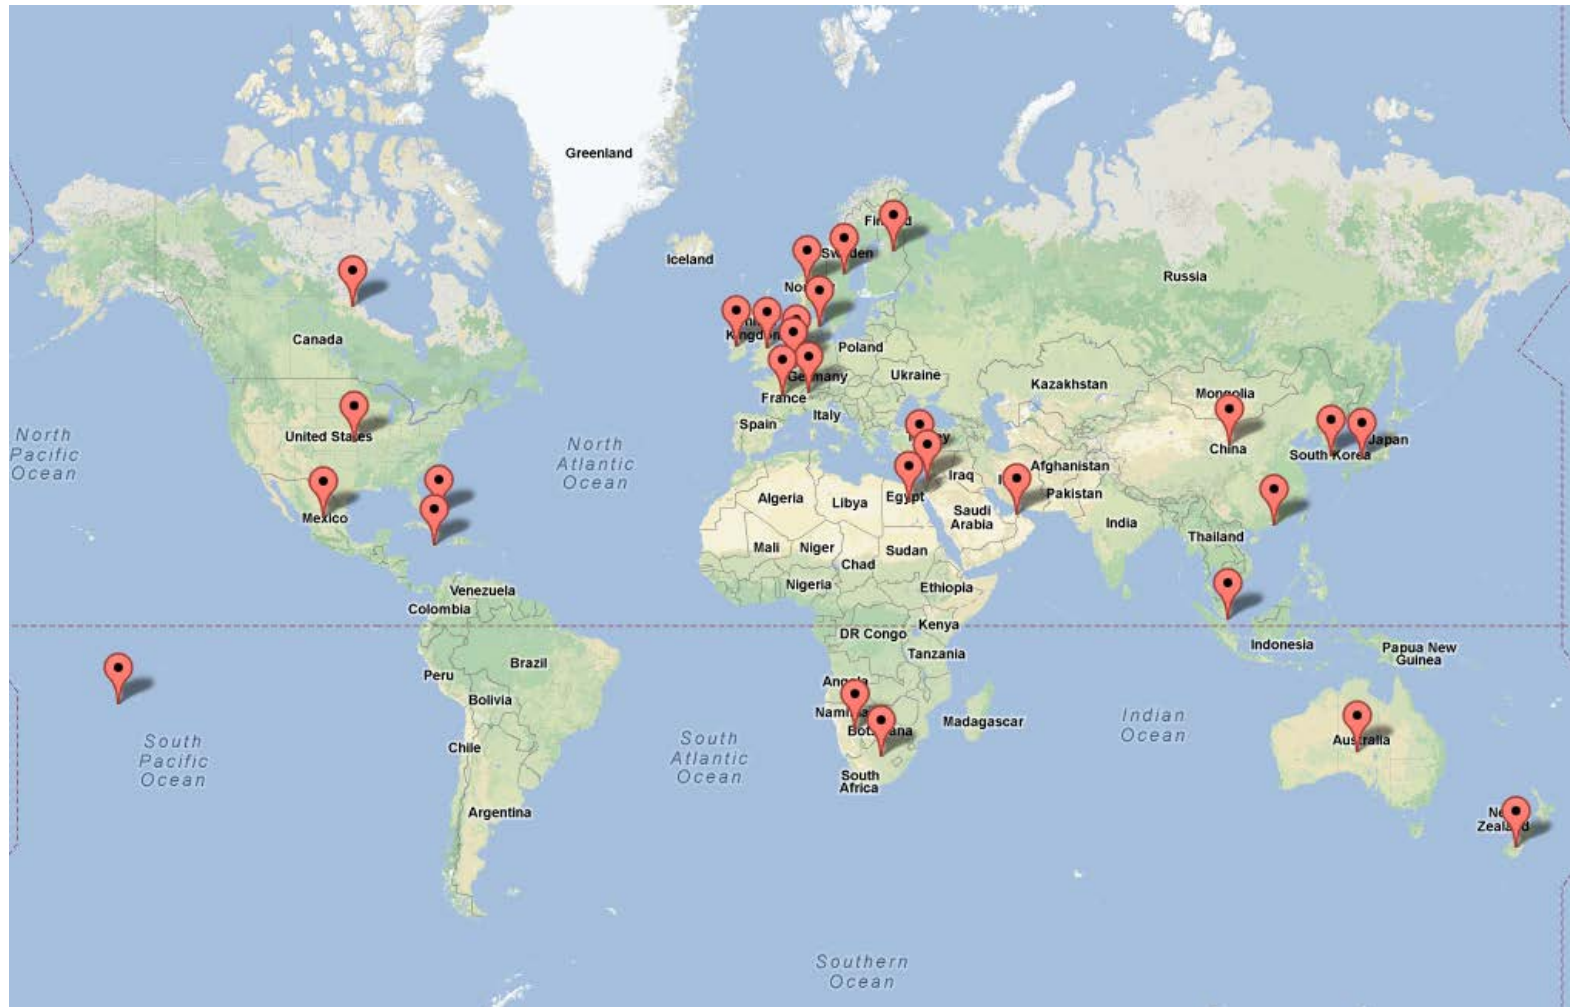 Greenland
Iceland
Russia
Canada
Poland
Ukraine
Kazakhstan
Mongolia
Germany
France
Italy
Spain
United States
China
Japan
South Korea
North
Pacific
Ocean
North
Atlantic
Ocean
Iraq
Afghanistan
Pakistan
Algeria
Libya
Egypt
Saudi
Arabia
India
Mexico
Thailand
Mali
Niger
Sudan
Chad
Nigeria
Ethiopia
Venezuela
Colombia
Kenya
DR Congo
Tanzania
Indonesia
Papua New
Guinea
Brazil
Peru
Bolivia
Madagascar
Indian
Ocean
South
Pacific
Ocean
South
Atlantic
Ocean
Chile
Australia
South
Africa
Argentina
Southern
Ocean